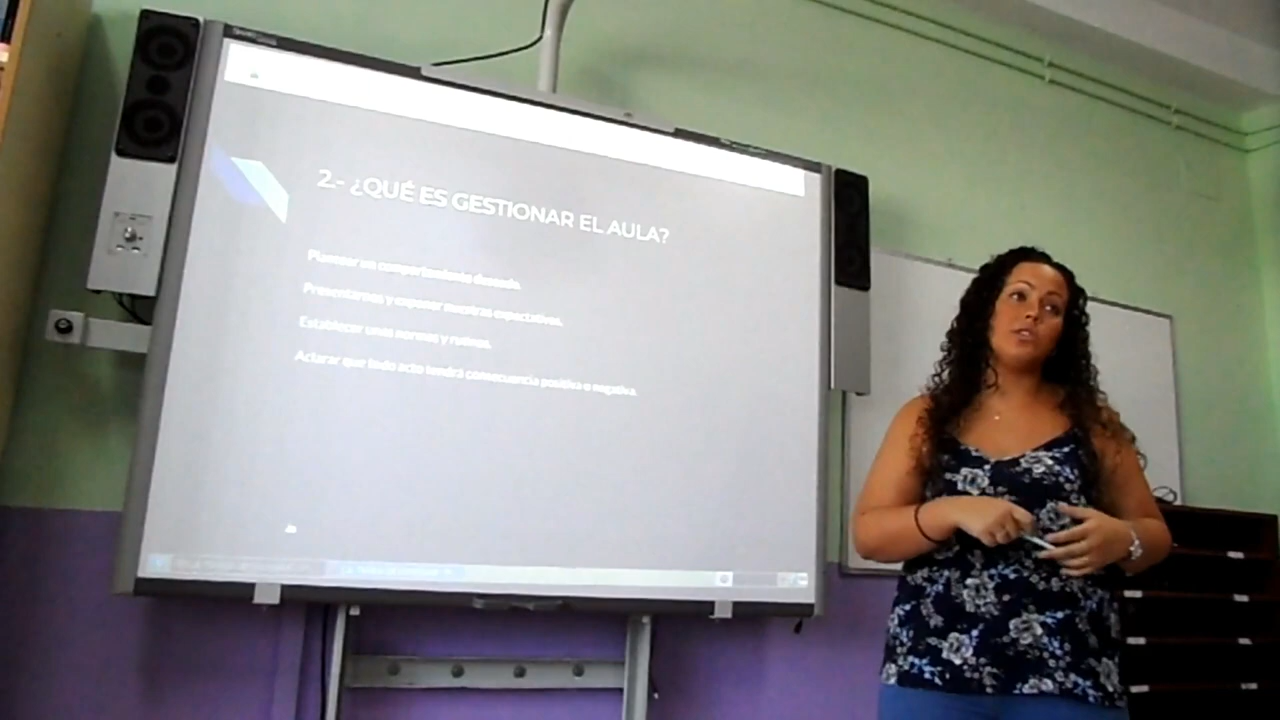 2.- ¿QUÉ ES GESTIONAR EL AULA?
Plantear un comportamiento deseado.
Presentarnos y exponer nuestras expectativas.
Establecer unas normas y rutinas.
Aclarar que todo acto tendrá consecuencia positiva o negativa.